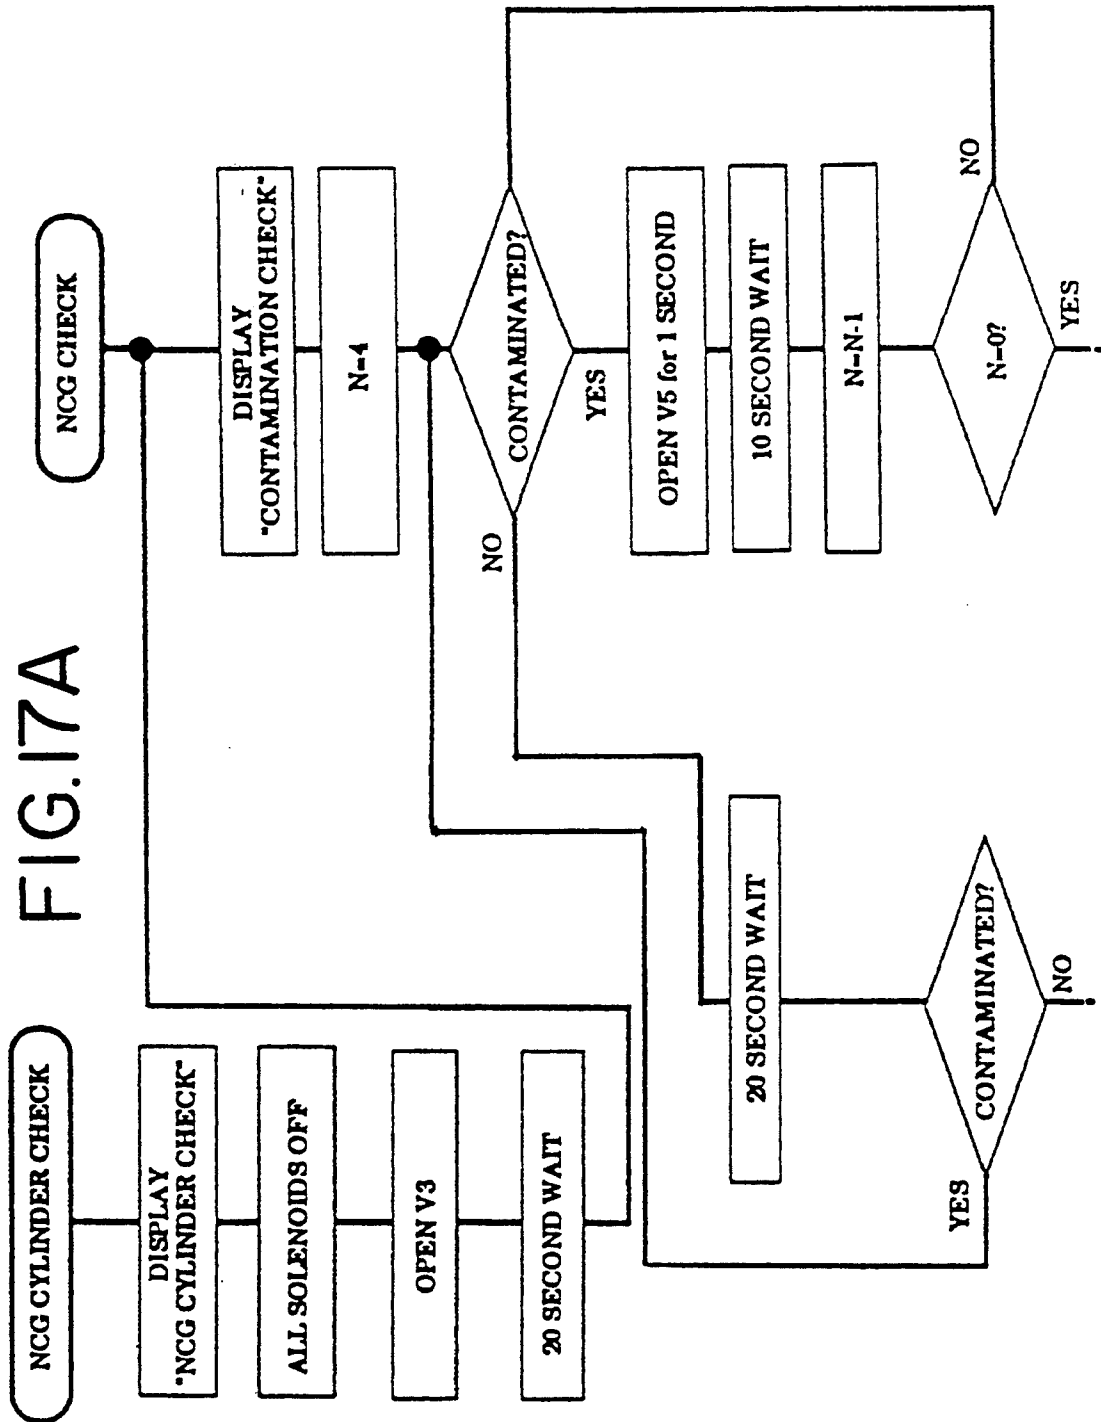 FIG.17A
NCG CYLINDER CHECK
DISPLAY
"NCG CYLINDER CHECK"
ALL SOLENOIDS OFF
OPEN V3
20 SECOND WAIT
NCG CHECK
DISPLAY
"CONTAMINATION CHECK"
N=4
CONTAMINATED?
NO
YES
OPEN V5 for 1 SECOND
10 SECOND WAIT
N=N-1
N=0?
NO
YES
20 SECOND WAIT
CONTAMINATED?
YES
NO